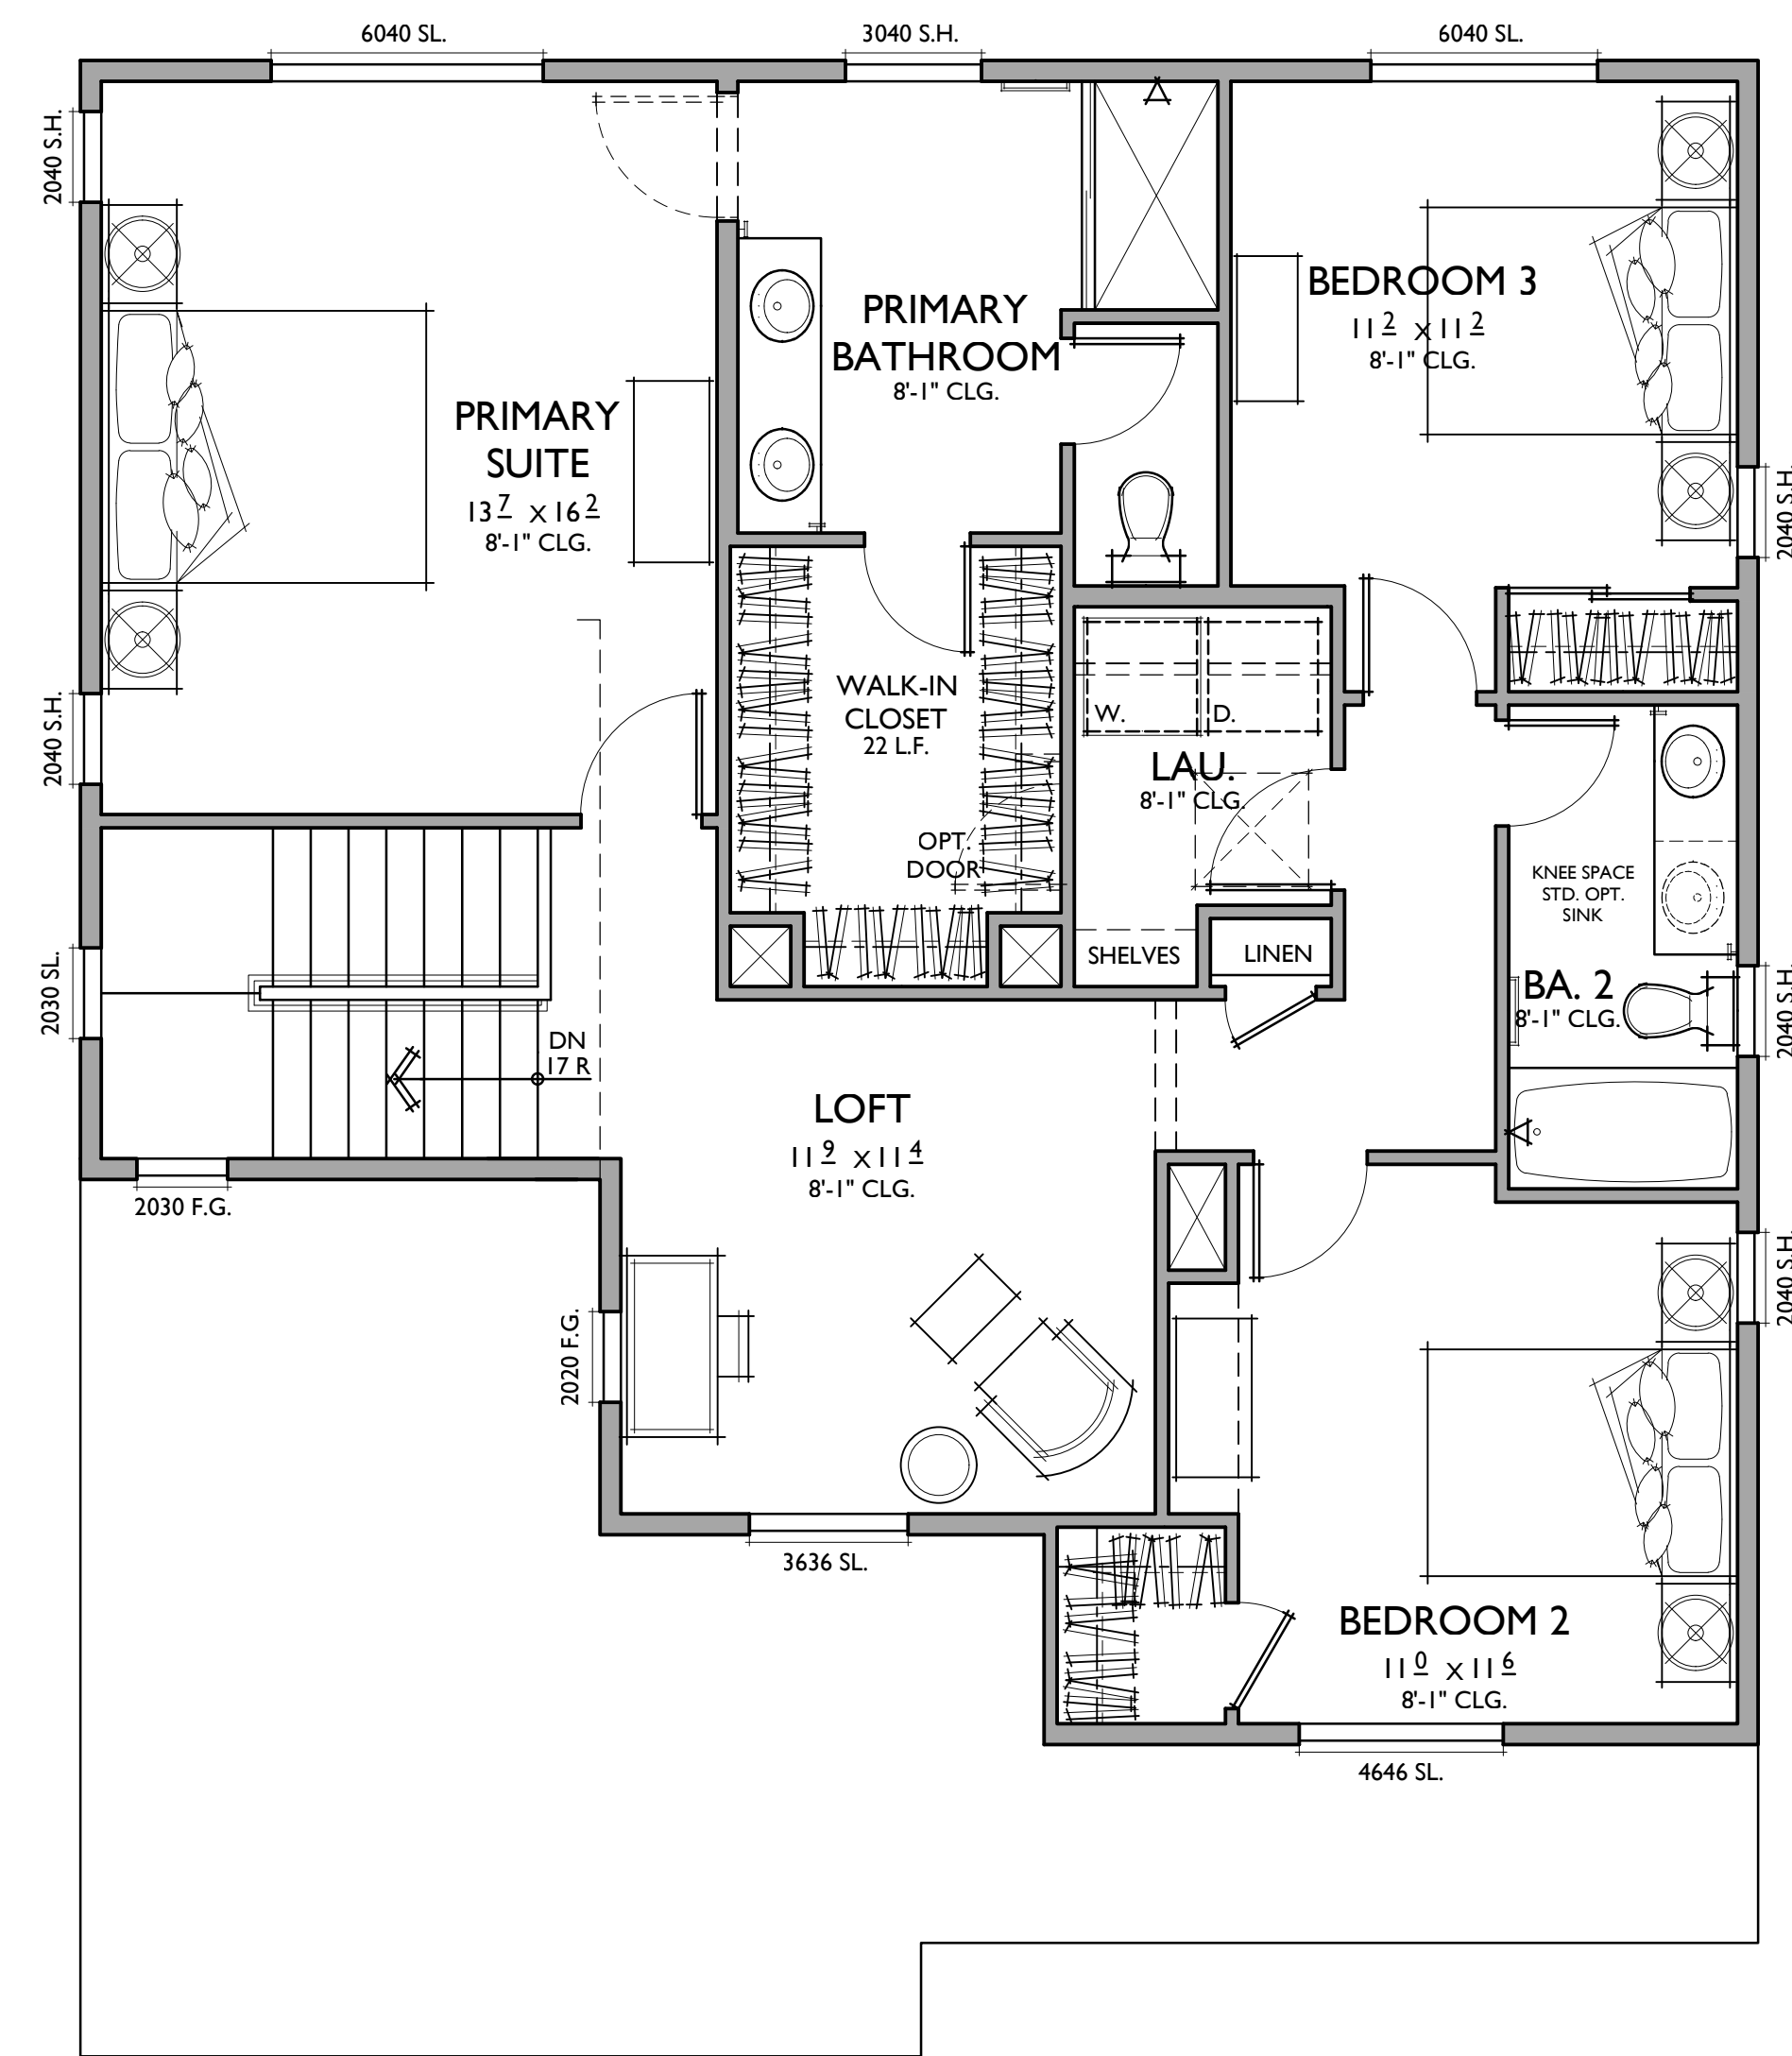 6040 SL.
3040 S.H.
6040 SL.
2040 S.H.
BEDROOM 3
11 2 X 11 2
8'-1" CLG.
PRIMARY
BATHROOM
8'-1" CLG.
PRIMARY
SUITE
13 7 X 16 2
8'-1" CLG.
2040 S.H.
2040 S.H.
WALK-IN
CLOSET
22 L.F.
W.
D.
LAU.
8'-1" CLG.
OPT.
DOOR
KNEE SPACE
STD. OPT.
SINK
SHELVES
LINEN
2030 SL.
BA. 2
8'-1" CLG.
2040 S.H.
DN
17 R
LOFT
11 9 X 11 4
8'-1" CLG.
2030 F.G.
2040 S.H.
2020 F.G.
3636 SL.
BEDROOM 2
11 0 X 11 6
8'-1" CLG.
4646 SL.